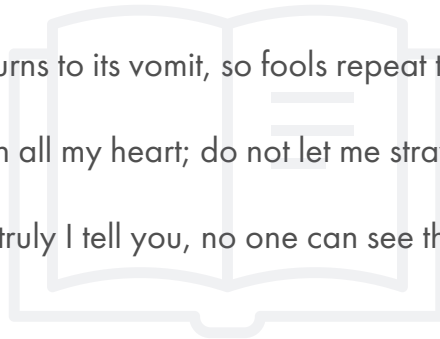 urns to its vomit, so fools repeat t
h all my heart; do not let me stra
truly I tell you, no one can see th